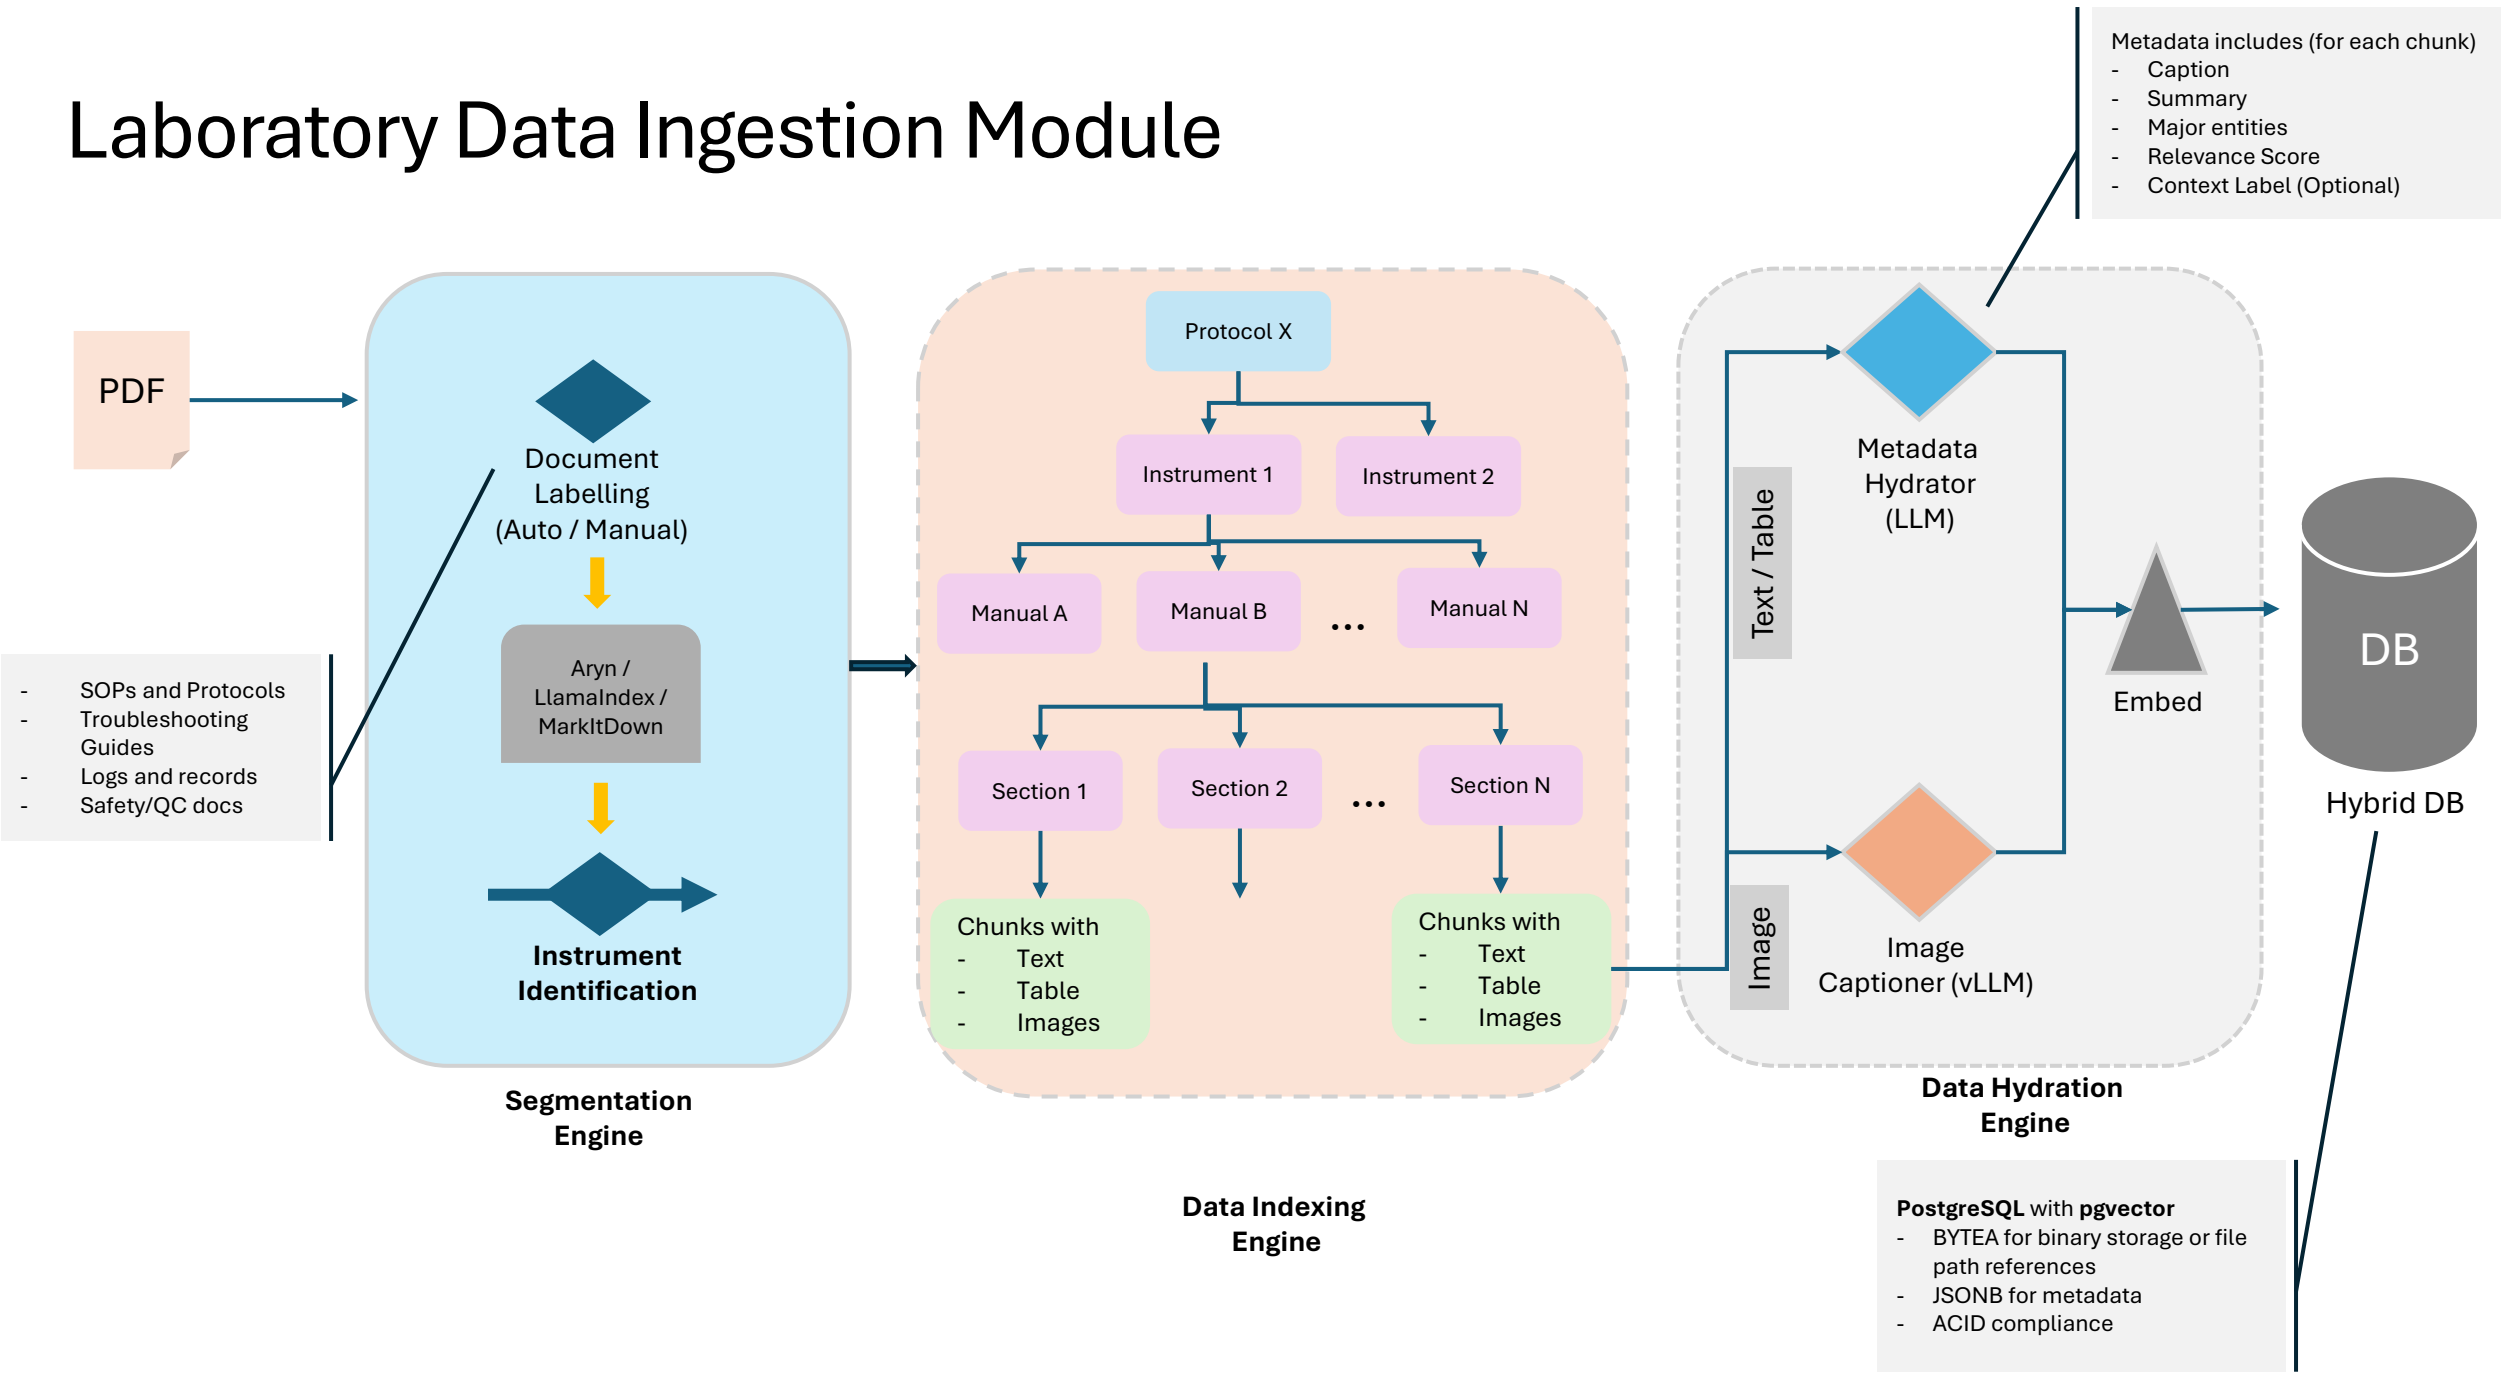 Laboratory Data Ingestion Module
Metadata includes (for each chunk)
- Caption
- Summary
- Major entities
- Relevance Score
- Context Label (Optional)
PDF
Document
Labelling
(Auto / Manual)
- SOPs and Protocols
- Troubleshooting
Guides
- Logs and records
- Safety/QC docs
Aryn /
LlamaIndex /
MarkItDown
Instrument
Identification
Segmentation
Engine
Protocol X
Instrument 1
Instrument 2
Manual A
Manual B
...
Manual N
Section 1
Section 2
...
Section N
Chunks with
- Text
- Table
- Images
Chunks with
- Text
- Table
- Images
Data Indexing
Engine
Text / Table
Image
Metadata
Hydrator
(LLM)
Image
Captioner (vLLM)
Embed
Data Hydration
Engine
DB
Hybrid DB
PostgreSQL with pgvector
- BYTEA for binary storage or file
path references
- JSONB for metadata
- ACID compliance